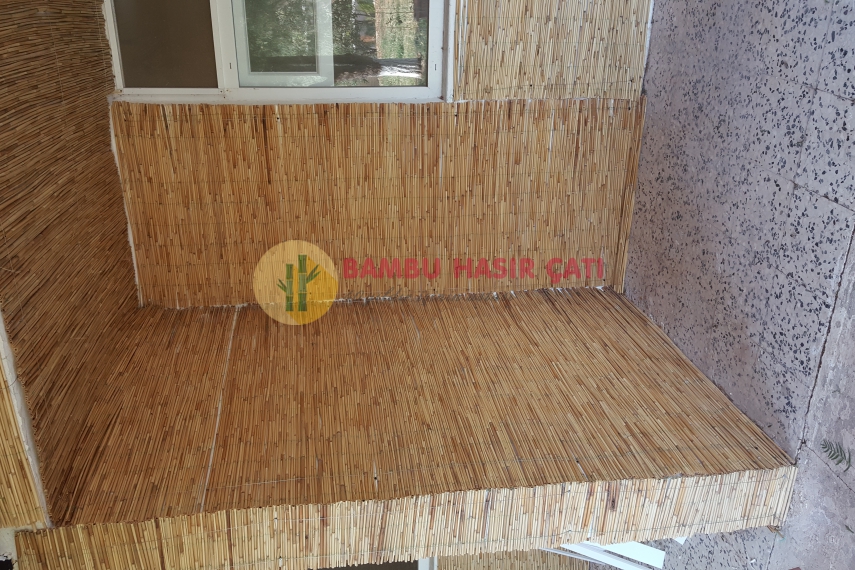 BAMBU HASIR ÇATI